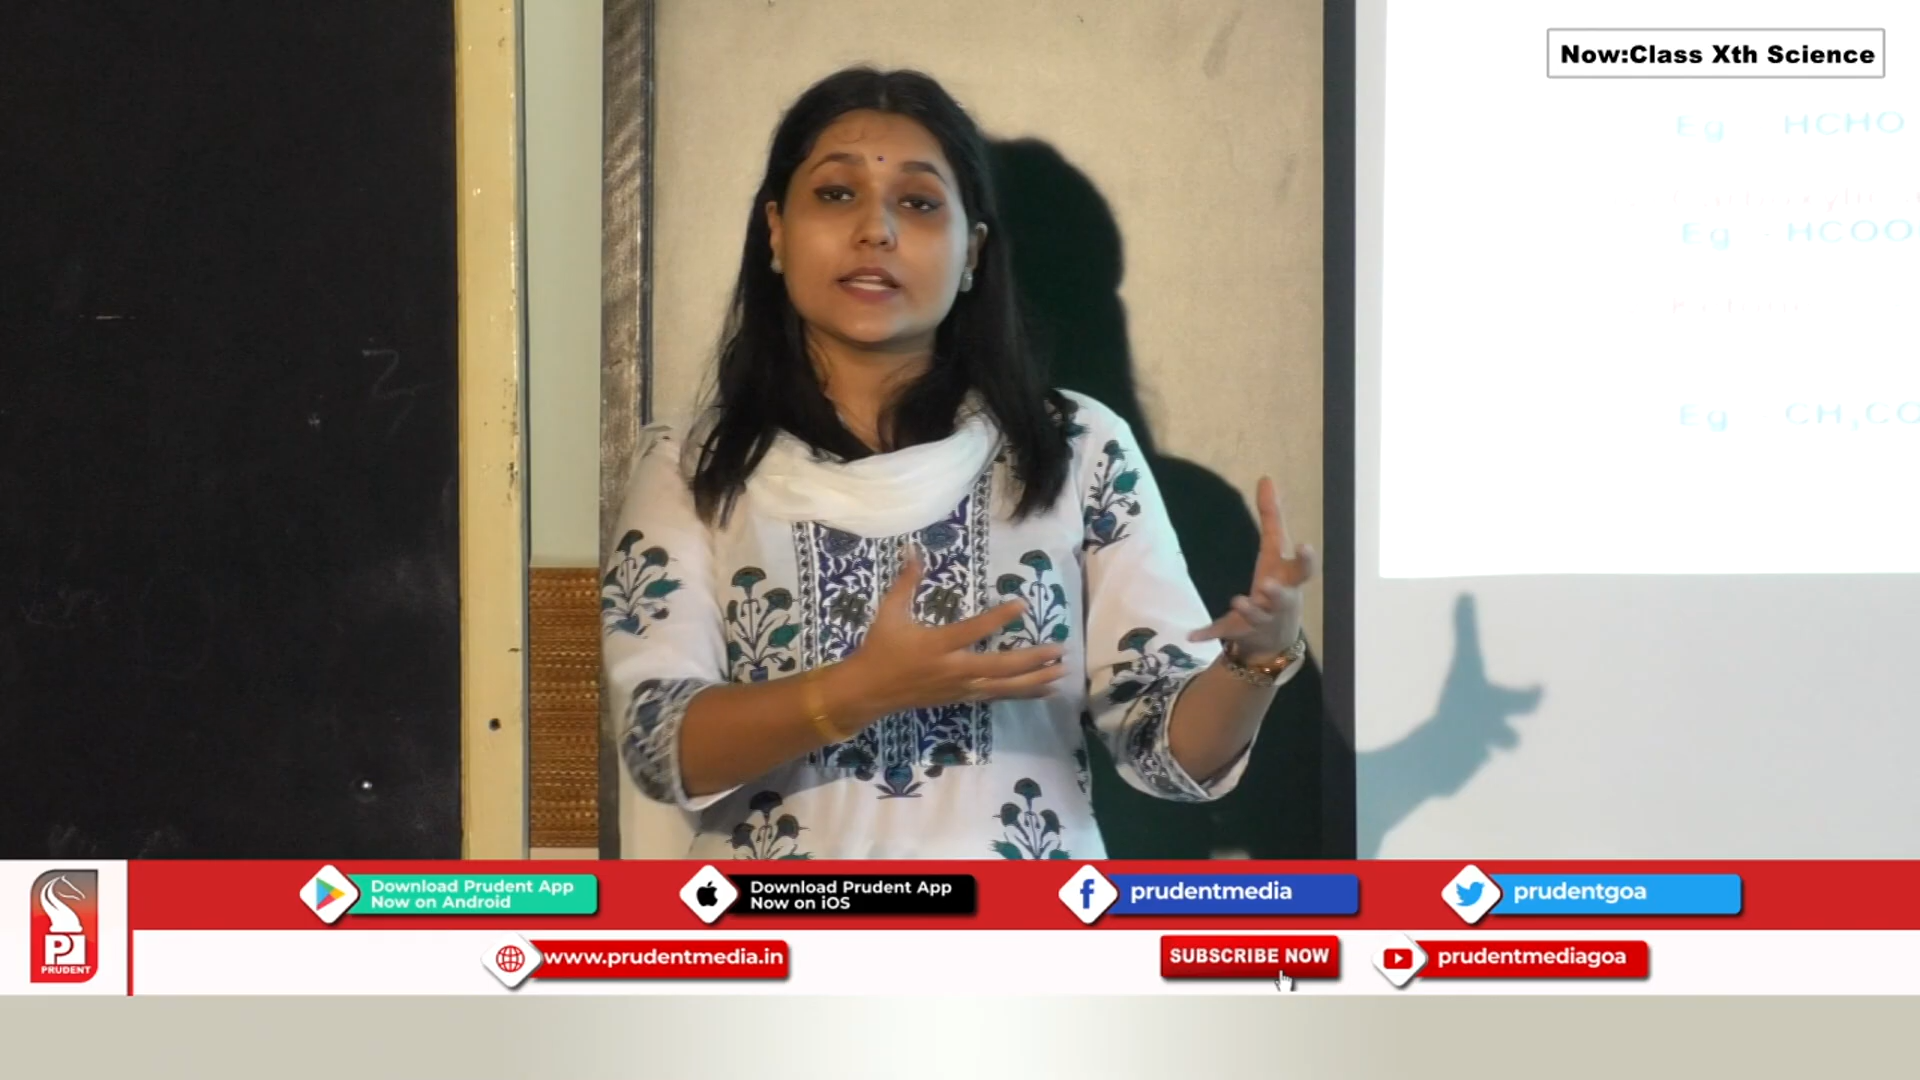 Now:Class Xth Science
Eg HCHO
Eg - HCOO
Eg CH₃CO
Download Prudent App
Now on Android
Download Prudent App
Now on iOS
prudentmedia
prudentgoa
PRUDENT
www.prudentmedia.in
SUBSCRIBE NOW
prudentmediagoa